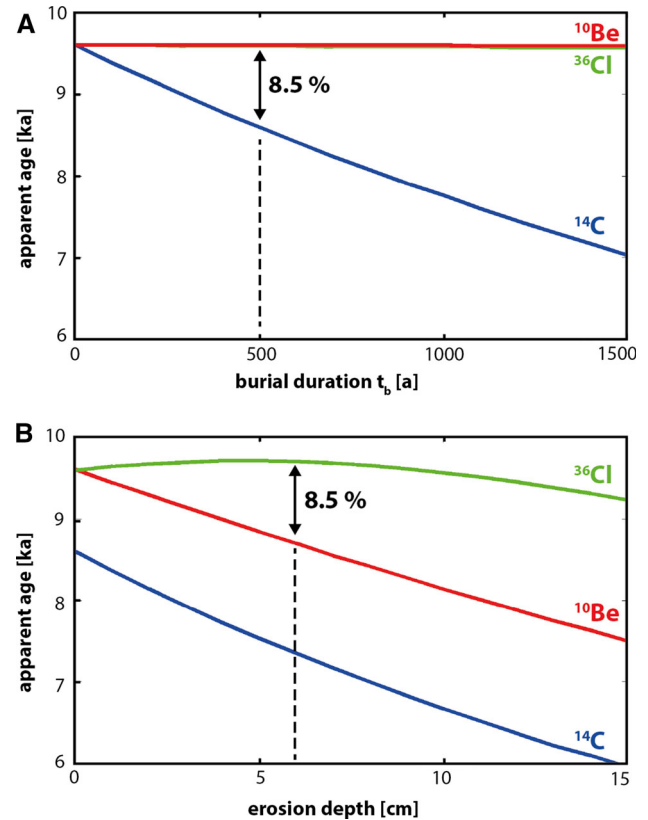 A
10
9
8
7
6
apparent age [ka]
¹⁰Be
³⁶Cl
8.5 %
¹⁴C
0 500 1000 1500
burial duration t_b [a]
B
10
9
8
7
6
apparent age [ka]
³⁶Cl
8.5 %
¹⁰Be
¹⁴C
0 5 10 15
erosion depth [cm]